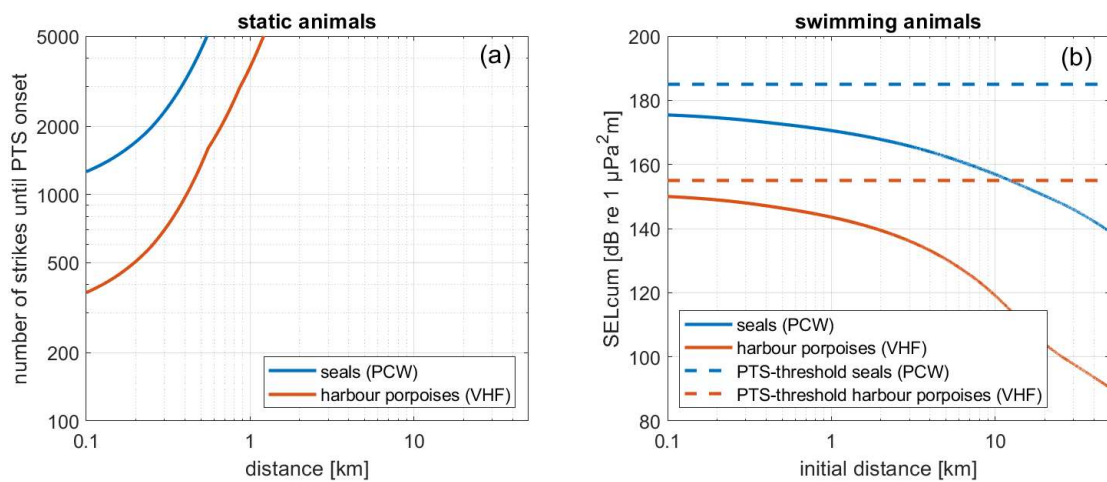 static animals
(a)
5000
2000
1000
500
200
100
number of strikes until PTS onset
seals (PCW)
harbour porpoises (VHF)
0.1
1
10
distance [km]
swimming animals
(b)
200
180
160
140
120
100
80
SELcum [dB re 1 µPa²m]
seals (PCW)
harbour porpoises (VHF)
PTS-threshold seals (PCW)
PTS-threshold harbour porpoises (VHF)
0.1
1
10
initial distance [km]